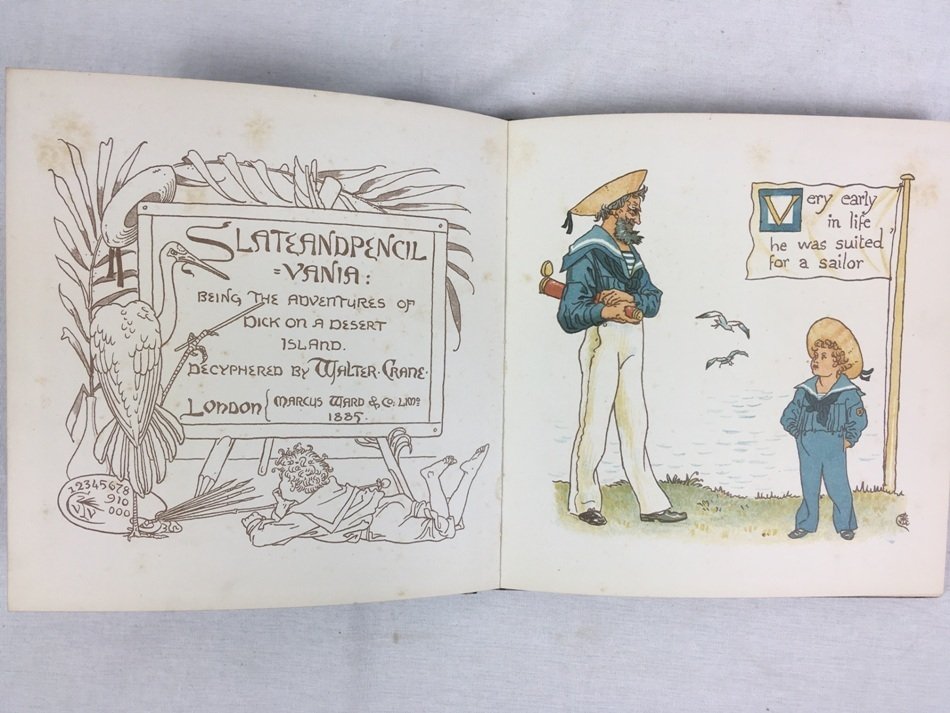 SLATEANDPENCIL
=VANIA:
BEING THE ADVENTURES OF
DICK ON A DESERT
ISLAND.
DECYPHERED BY WALTER CRANE.
LONDON { MARCUS WARD & CO: LIMD
1885.
12345678
910
000
Very early
in life
he was suited
for a sailor